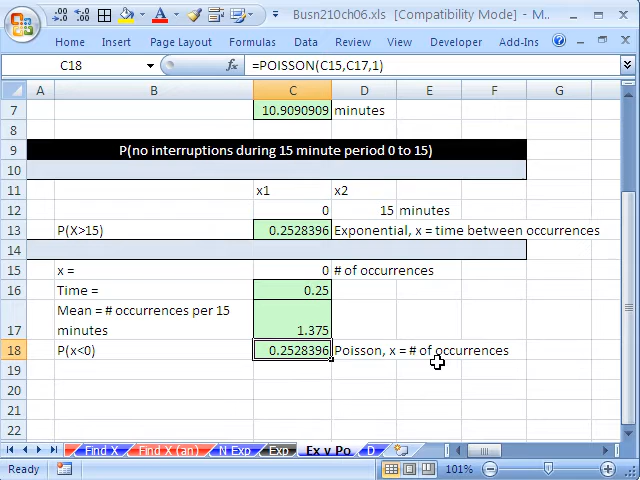 Busn210ch06.xls [Compatibility Mode] - M...
Home Insert Page Layout Formulas Data Review View Developer Add-Ins
C18 fx =POISSON(C15,C17,1)
A B C D E F G
7 10.9090909 minutes
8
9 P(no interruptions during 15 minute period 0 to 15)
10
11 x1 x2
12 0 15 minutes
13 P(X>15) 0.2528396 Exponential, x = time between occurrences
14
15 x = 0 # of occurrences
16 Time = 0.25
Mean = # occurrences per 15
17 minutes 1.375
18 P(x<0) 0.2528396 Poisson, x = # of occurrences
19
20
21
22
Find X Find X (an) N Exp Exp Ex v Po D
Ready 101%